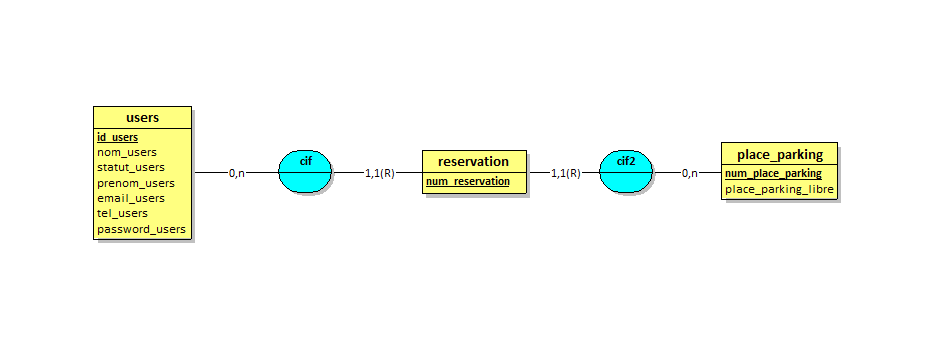 users
id_users
nom_users
statut_users
prenom_users
email_users
tel_users
password_users
0,n
cif
1,1(R)
reservation
num_reservation
1,1(R)
cif2
0,n
place_parking
num_place_parking
place_parking_libre